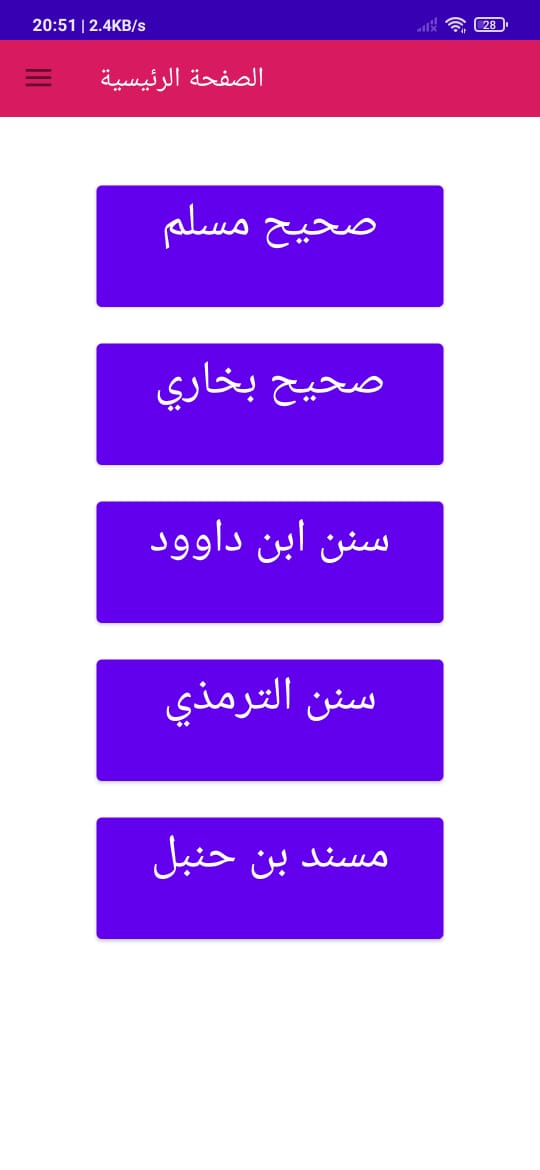 20:51 | 2.4KB/s
28
الصفحة الرئيسية
صحيح مسلم
صحيح بخاري
سنن ابن داوود
سنن الترمذي
مسند بن حنبل